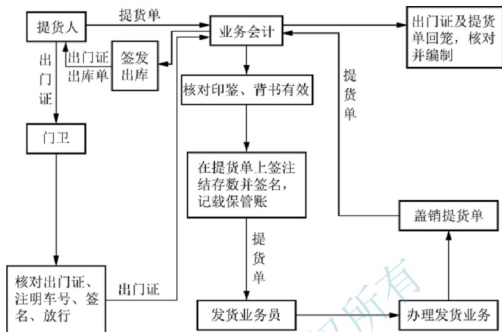 提货单
提货人
业务会计
出门证及提货
单回笼，核对
并编制
出门证
出库单
签发
出库
出门证
提货单
核对印鉴、背书有效
门卫
在提货单上签注
结存数并签名，
记载保管账
盖销提货单
提货单
核对出门证、
注明车号、签
名、放行
出门证
发货业务员
办理发货业务
所有